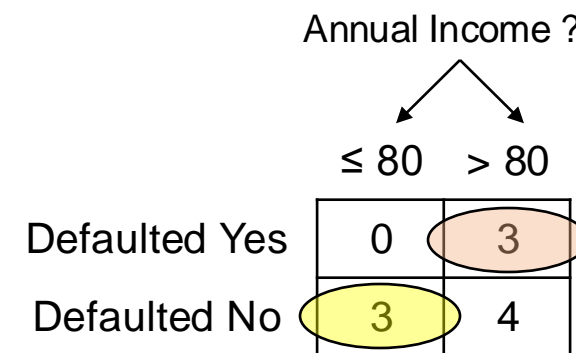 Annual Income ?
≤ 80 > 80
Defaulted Yes 0 3
Defaulted No 3 4